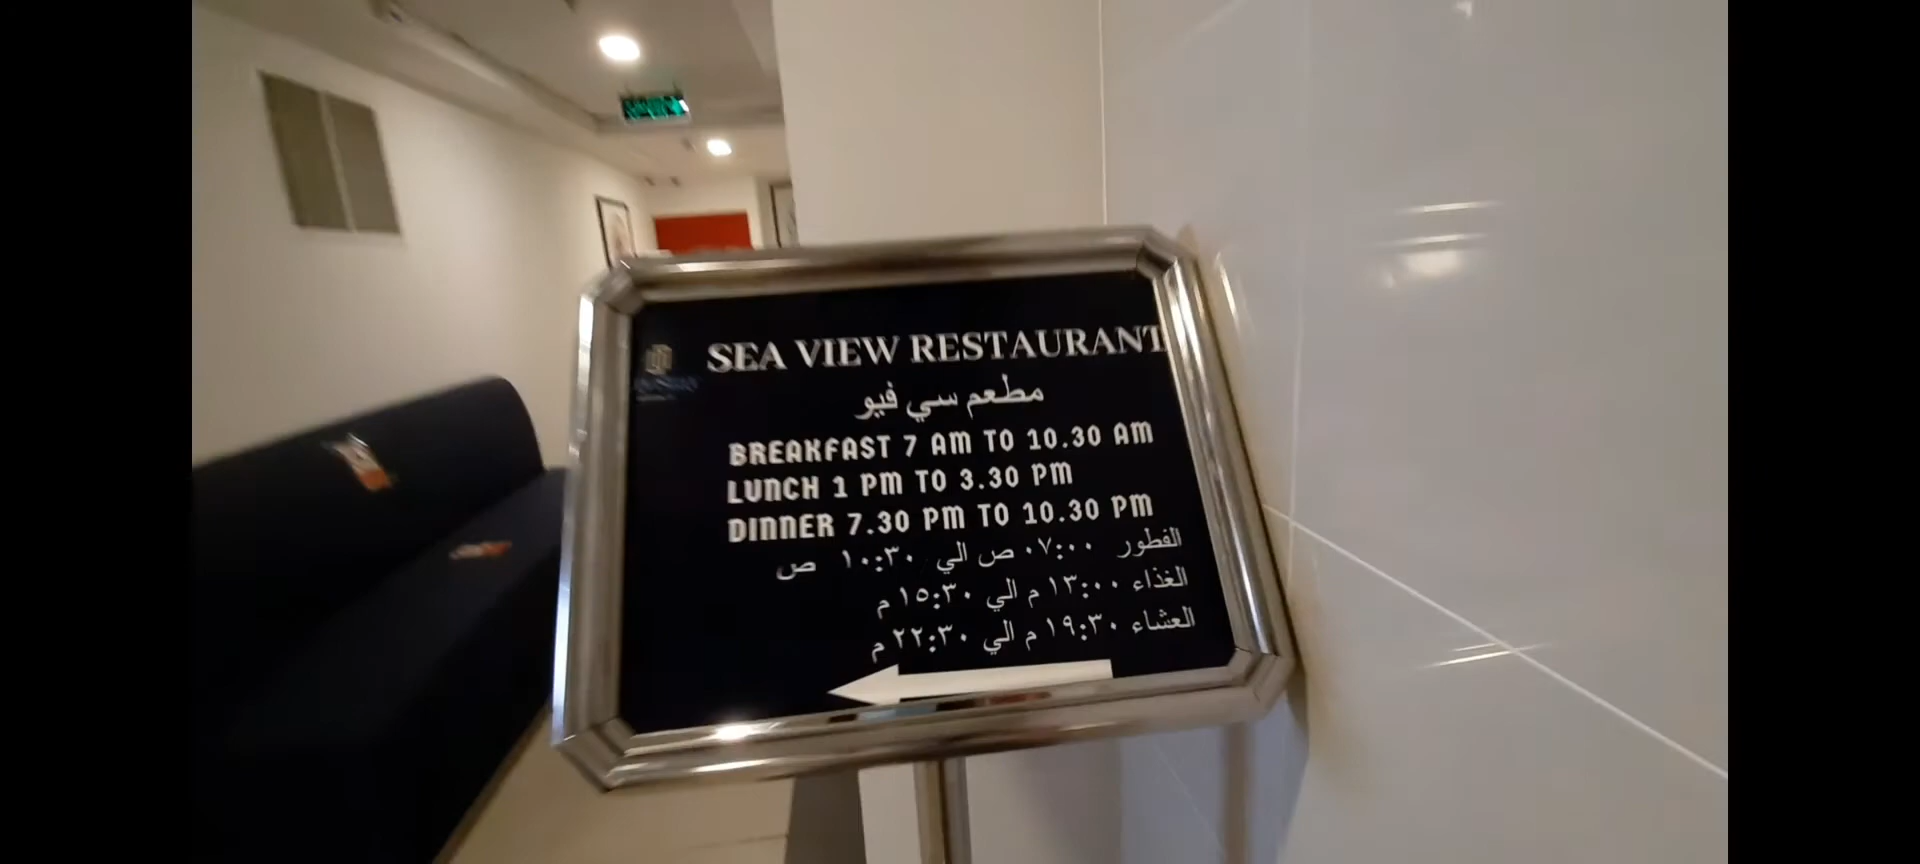 SEA VIEW RESTAURANT
مطعم سي فيو
BREAKFAST 7 AM TO 10.30 AM
LUNCH 1 PM TO 3.30 PM
DINNER 7.30 PM TO 10.30 PM
الفطور ٠٧:٠٠ ص الي ١٠:٣٠ ص
الغذاء ١٣:٠٠ م الي ١٥:٣٠ م
العشاء ١٩:٣٠ م الي ٢٢:٣٠ م